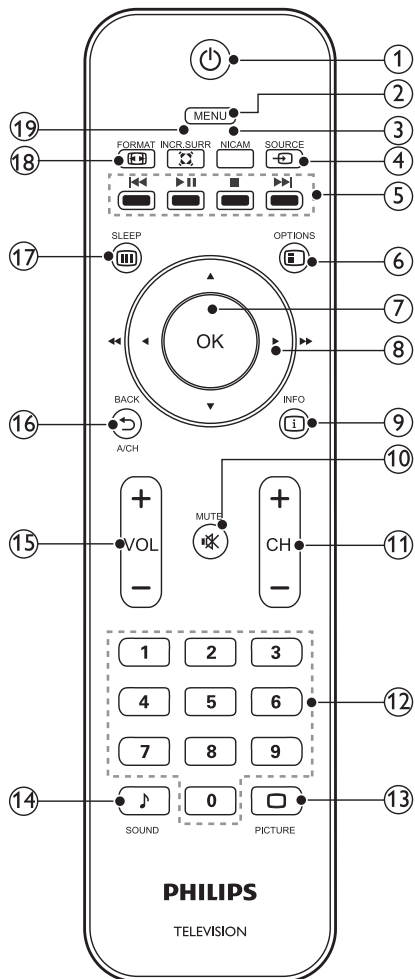 1
MENU
2
19
3
FORMAT INCR.SURR NICAM SOURCE
18
4
5
SLEEP OPTIONS
17
6
7
OK
8
BACK INFO
16
i
9
A/CH
10
+ +
MUTE
15
VOL CH
11
− −
1 2 3
4 5 6
12
7 8 9
14
0
13
SOUND PICTURE
PHILIPS
TELEVISION